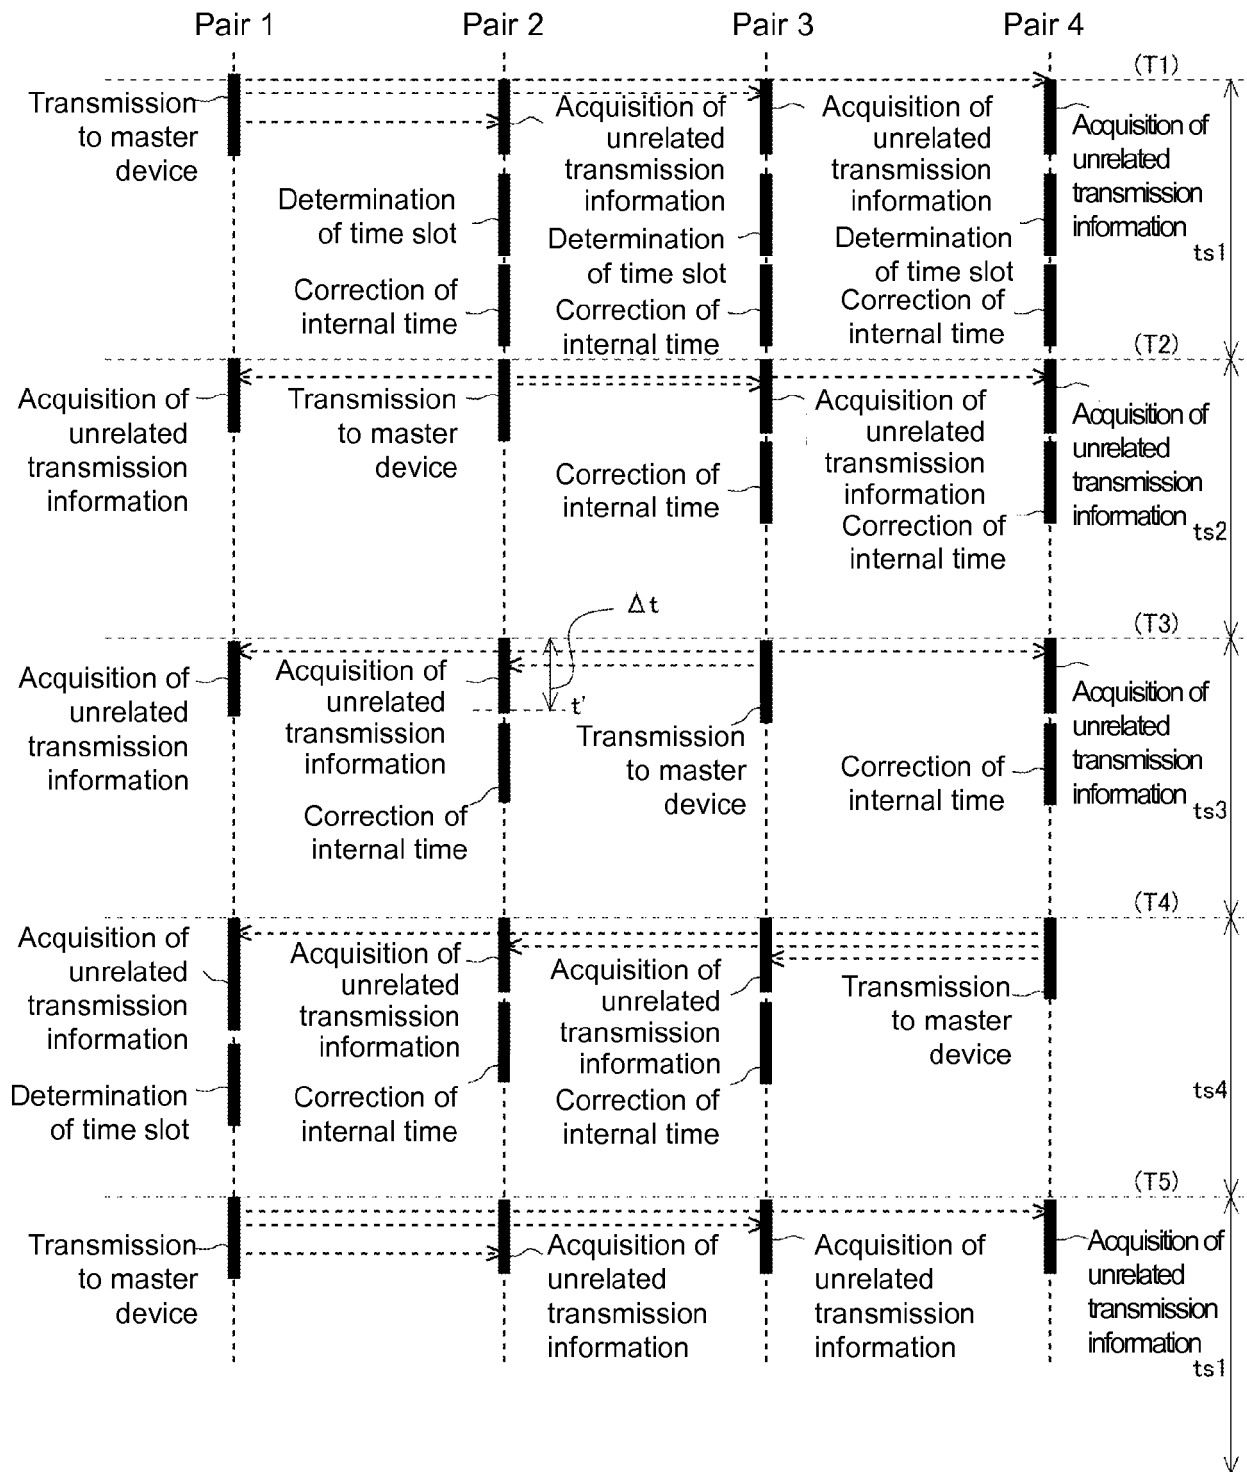 Pair 1
Pair 2
Pair 3
Pair 4
(T1)
Transmission
to master
device
Acquisition of
unrelated
transmission
information
Acquisition of
unrelated
transmission
information
Acquisition of
unrelated
transmission
information
Determination
of time slot
Determination
of time slot
Determination
of time slot
ts1
Correction of
internal time
Correction of
internal time
Correction of
internal time
(T2)
Acquisition of
unrelated
transmission
information
Transmission
to master
device
Acquisition of
unrelated
transmission
information
Acquisition of
unrelated
transmission
information
Correction of
internal time
Correction of
internal time
ts2
Δt
(T3)
Acquisition of
unrelated
transmission
information
Acquisition of
unrelated
transmission
information
t'
Transmission
to master
device
Acquisition of
unrelated
transmission
information
Correction of
internal time
Correction of
internal time
ts3
(T4)
Acquisition of
unrelated
transmission
information
Acquisition of
unrelated
transmission
information
Acquisition of
unrelated
transmission
information
Transmission
to master
device
Determination
of time slot
Correction of
internal time
Correction of
internal time
ts4
(T5)
Transmission
to master
device
Acquisition of
unrelated
transmission
information
Acquisition of
unrelated
transmission
information
Acquisition of
unrelated
transmission
information
ts1